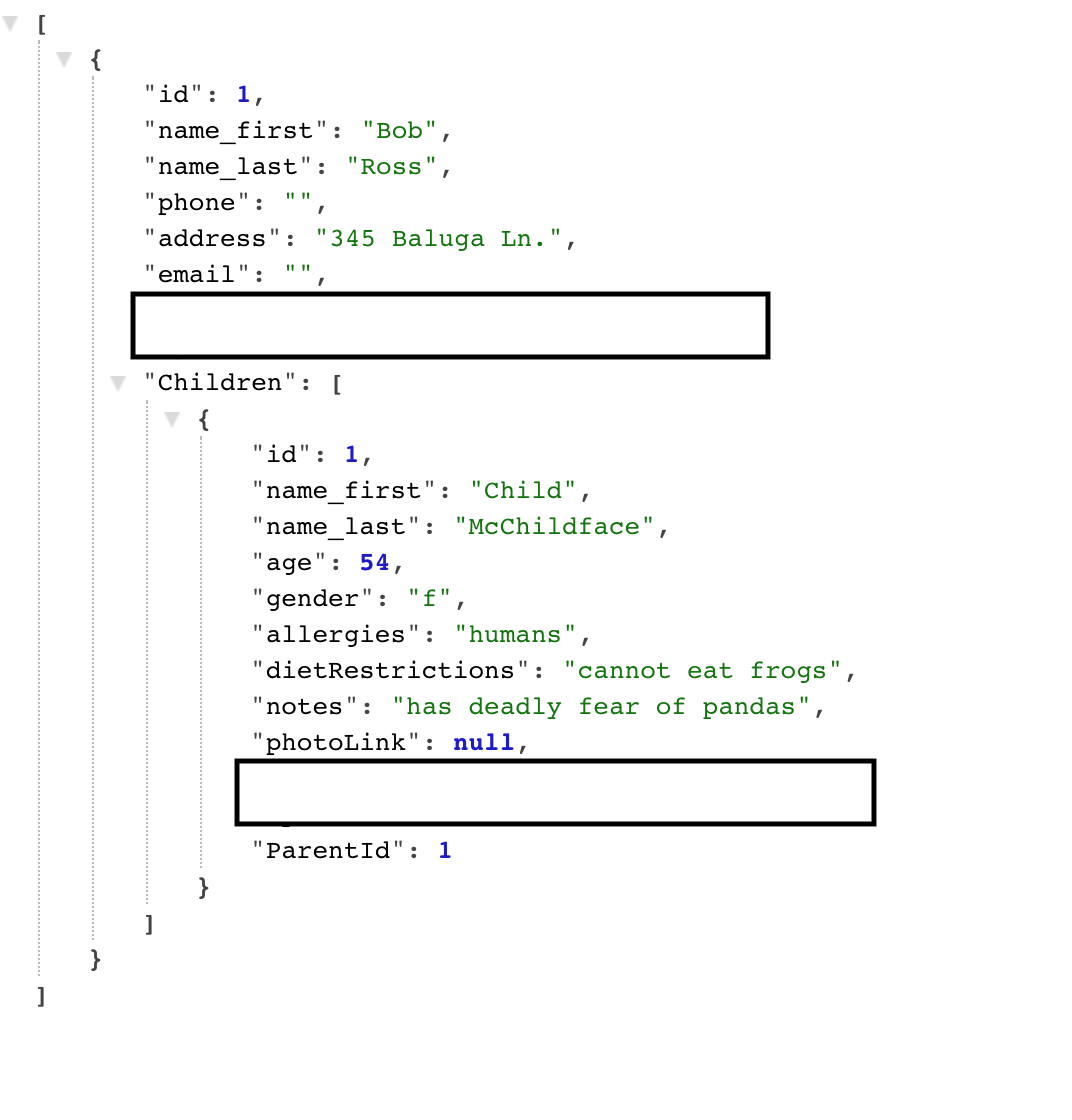 [
{
"id": 1,
"name_first": "Bob",
"name_last": "Ross",
"phone": "",
"address": "345 Baluga Ln.",
"email": "",
"Children": [
{
"id": 1,
"name_first": "Child",
"name_last": "McChildface",
"age": 54,
"gender": "f",
"allergies": "humans",
"dietRestrictions": "cannot eat frogs",
"notes": "has deadly fear of pandas",
"photoLink": null,
"ParentId": 1
}
]
}
]